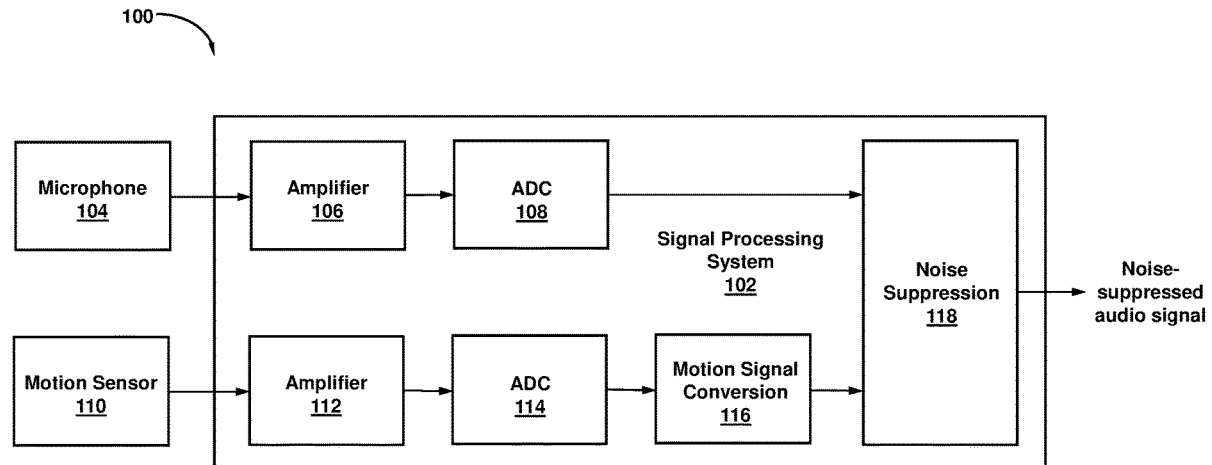 100
Microphone
104
Amplifier
106
ADC
108
Signal Processing
System
102
Noise
Suppression
118
Noise-
suppressed
audio signal
Motion Sensor
110
Amplifier
112
ADC
114
Motion Signal
Conversion
116